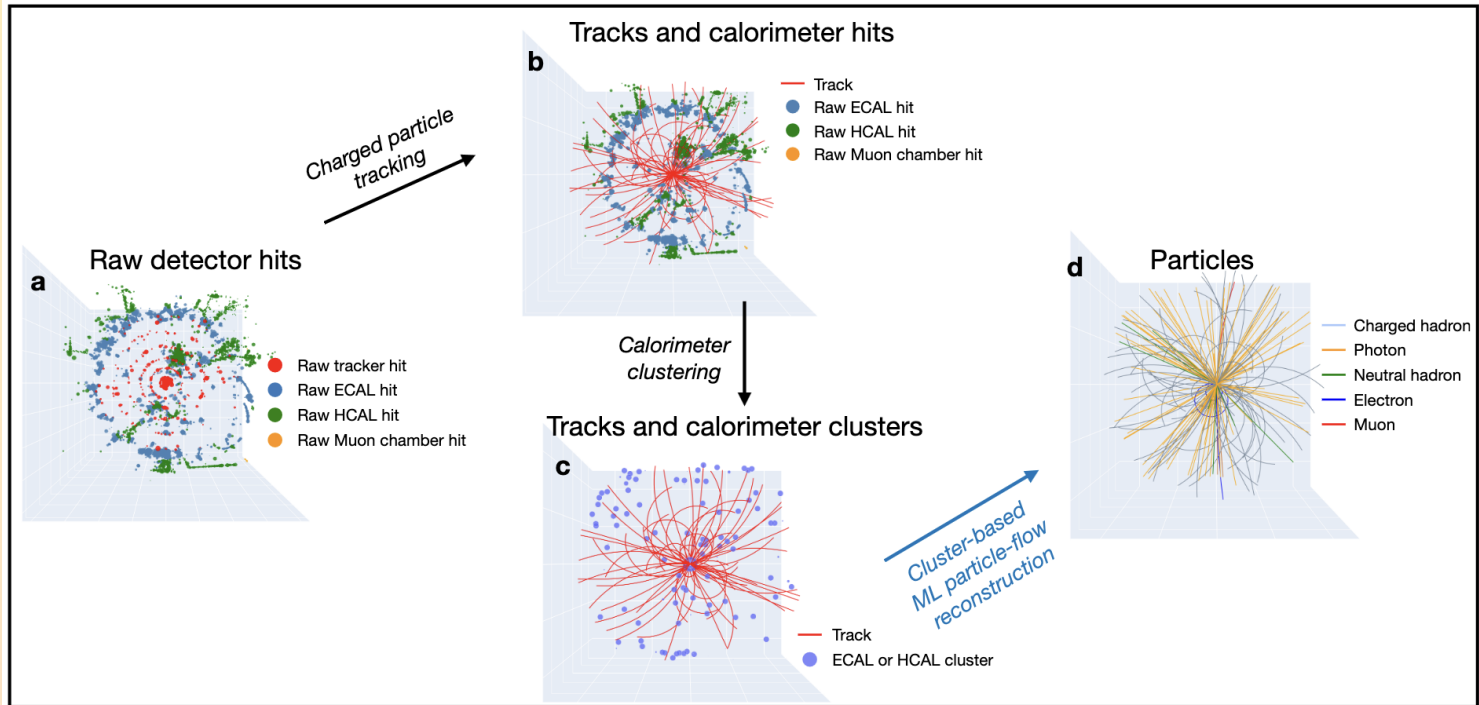 a
Raw detector hits
Raw tracker hit
Raw ECAL hit
Raw HCAL hit
Raw Muon chamber hit
Charged particle
tracking
b
Tracks and calorimeter hits
Track
Raw ECAL hit
Raw HCAL hit
Raw Muon chamber hit
Calorimeter
clustering
Tracks and calorimeter clusters
c
Track
ECAL or HCAL cluster
Cluster-based
ML particle-flow
reconstruction
d
Particles
Charged hadron
Photon
Neutral hadron
Electron
Muon